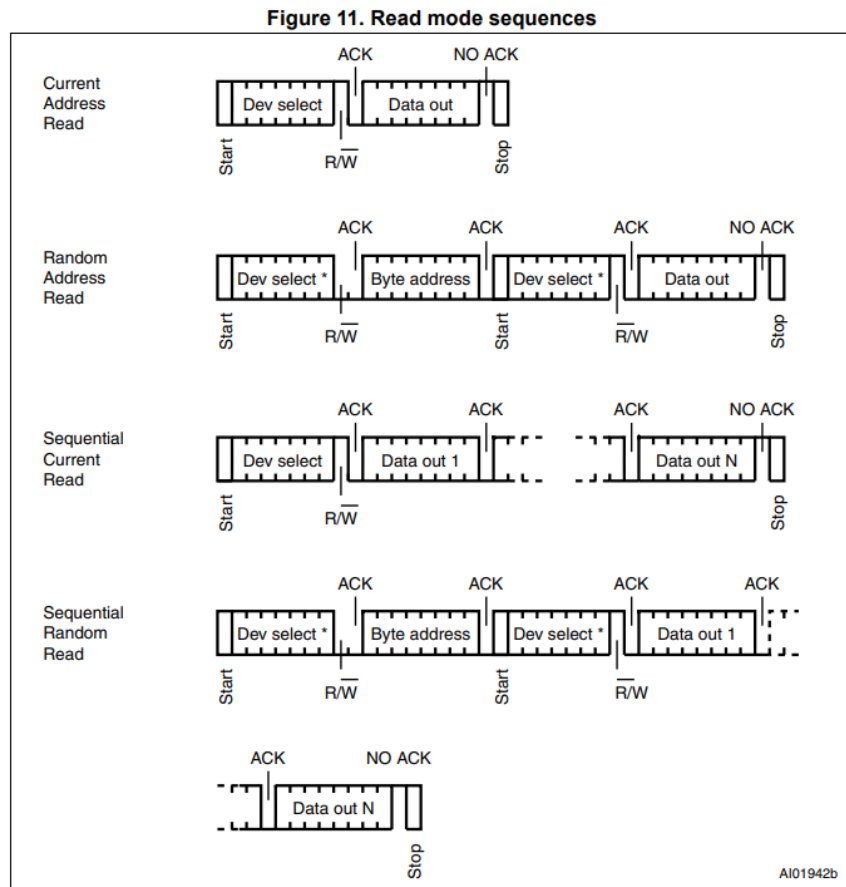 Figure 11. Read mode sequences
ACK NO ACK
Current
Address
Read
Dev select Data out
Start R/W̅ Stop
ACK ACK ACK NO ACK
Random
Address
Read
Dev select * Byte address Dev select * Data out
Start R/W̅ Start R̅/W Stop
ACK ACK ACK NO ACK
Sequential
Current
Read
Dev select Data out 1 Data out N
Start R/W̅ Stop
ACK ACK ACK ACK
Sequential
Random
Read
Dev select * Byte address Dev select * Data out 1
Start R/W̅ Start R̅/W
ACK NO ACK
Data out N
Stop
AI01942b